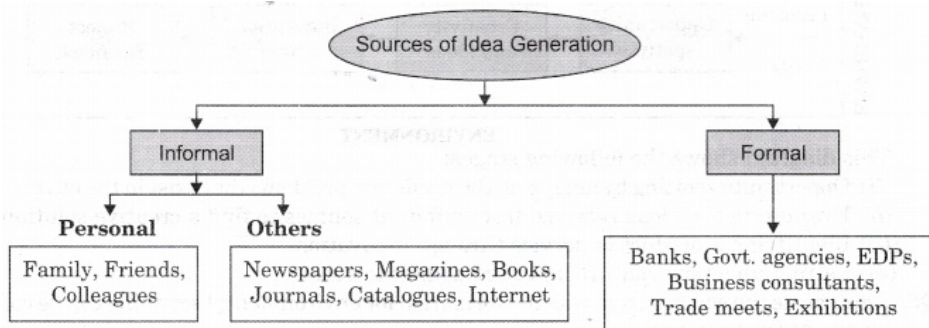 Sources of Idea Generation
Informal
Formal
Personal
Others
Family, Friends,
Colleagues
Newspapers, Magazines, Books,
Journals, Catalogues, Internet
Banks, Govt. agencies, EDPs,
Business consultants,
Trade meets, Exhibitions